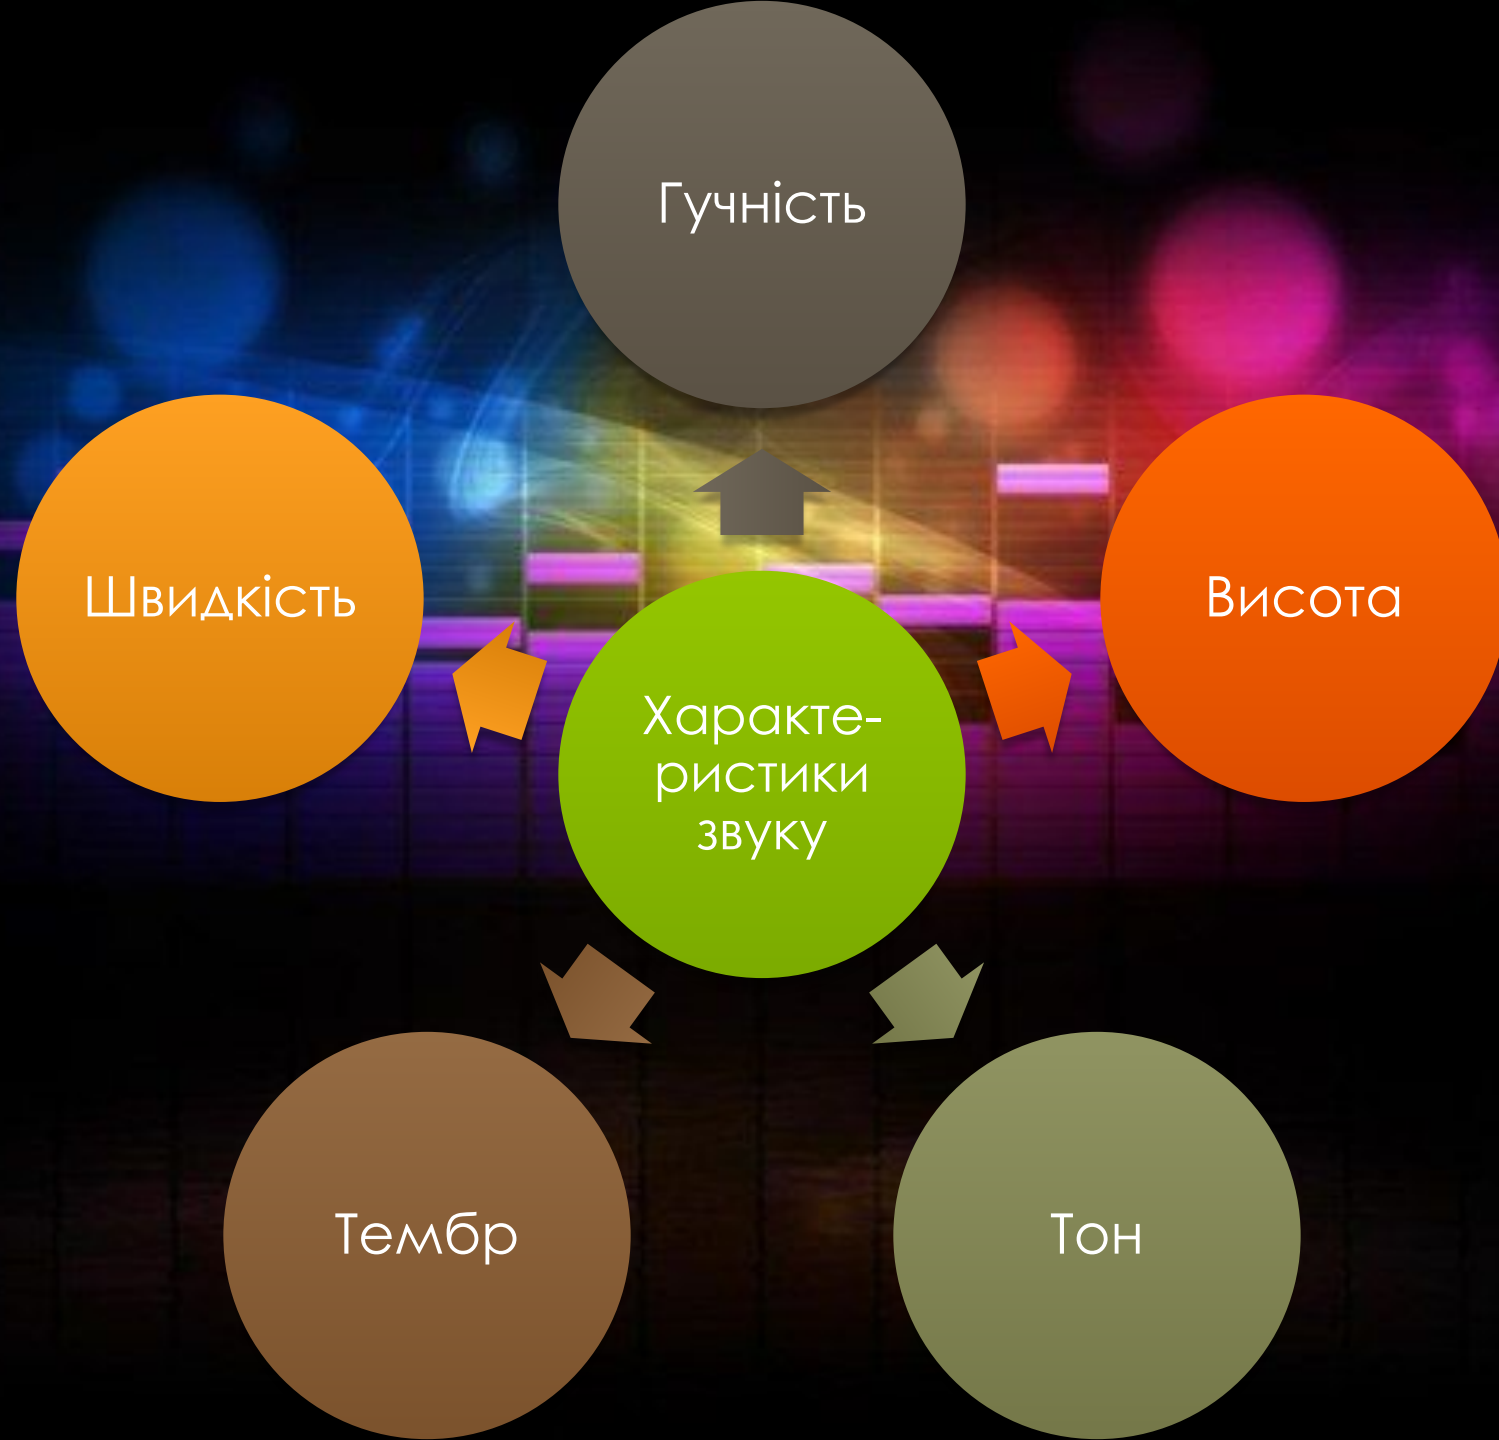 Гучність
Швидкість
Висота
Характе-
ристики
звуку
Тембр
Тон